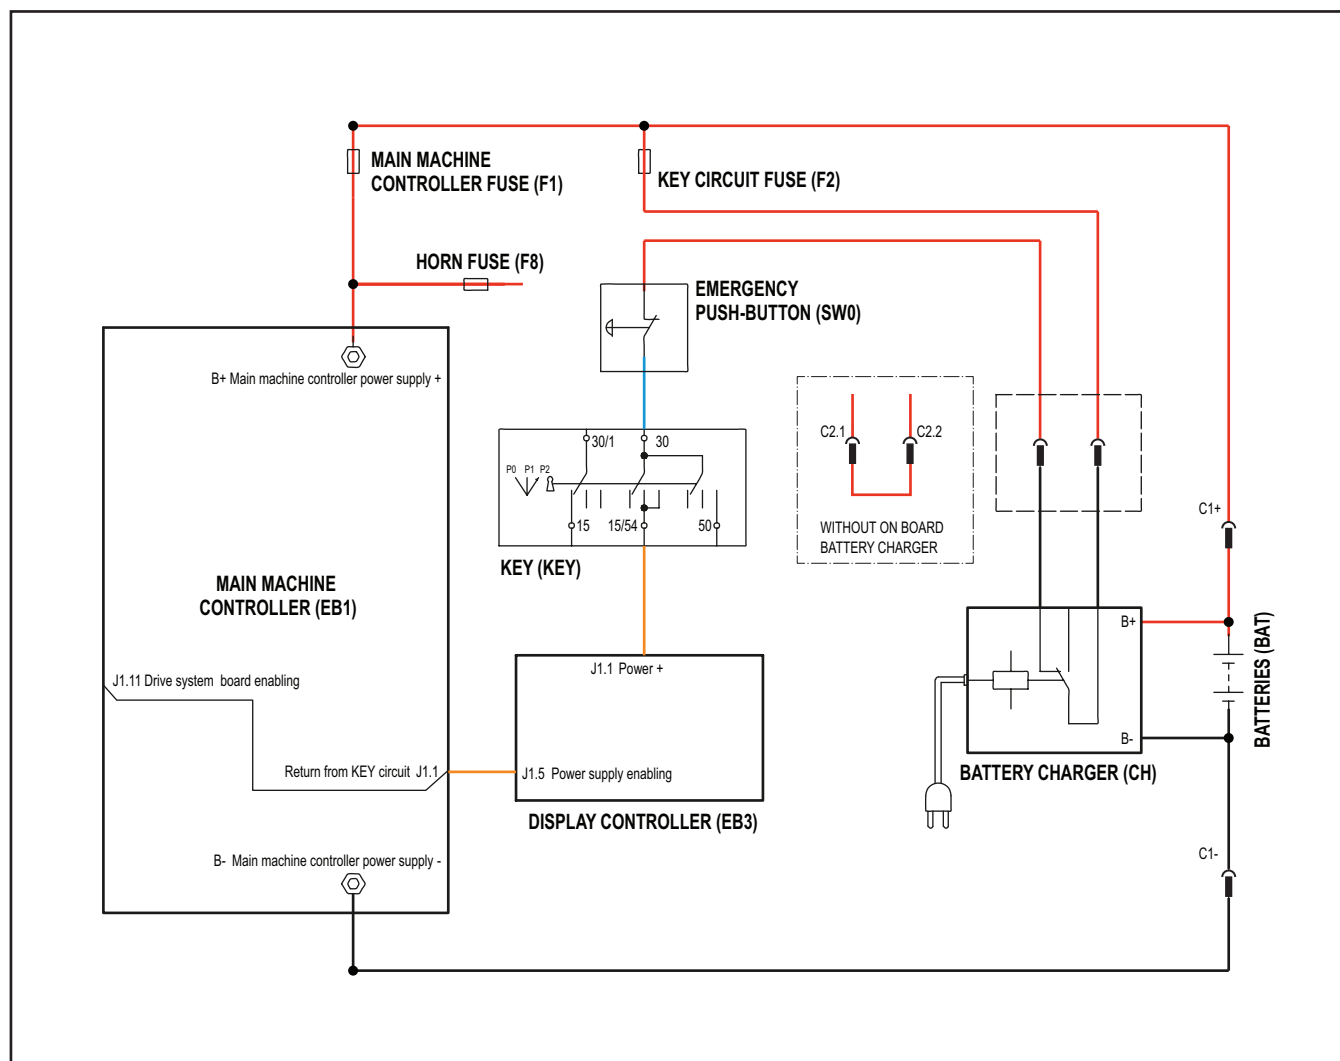 MAIN MACHINE
CONTROLLER FUSE (F1)
KEY CIRCUIT FUSE (F2)
HORN FUSE (F8)
EMERGENCY
PUSH-BUTTON (SW0)
B+ Main machine controller power supply +
C2.1
C2.2
30/1
30
P0 P1 P2
15
15/54
50
WITHOUT ON BOARD
BATTERY CHARGER
C1+
KEY (KEY)
MAIN MACHINE
CONTROLLER (EB1)
B+
BATTERIES (BAT)
J1.1 Power +
J1.11 Drive system board enabling
B-
Return from KEY circuit J1.1
J1.5 Power supply enabling
BATTERY CHARGER (CH)
DISPLAY CONTROLLER (EB3)
C1-
B- Main machine controller power supply -